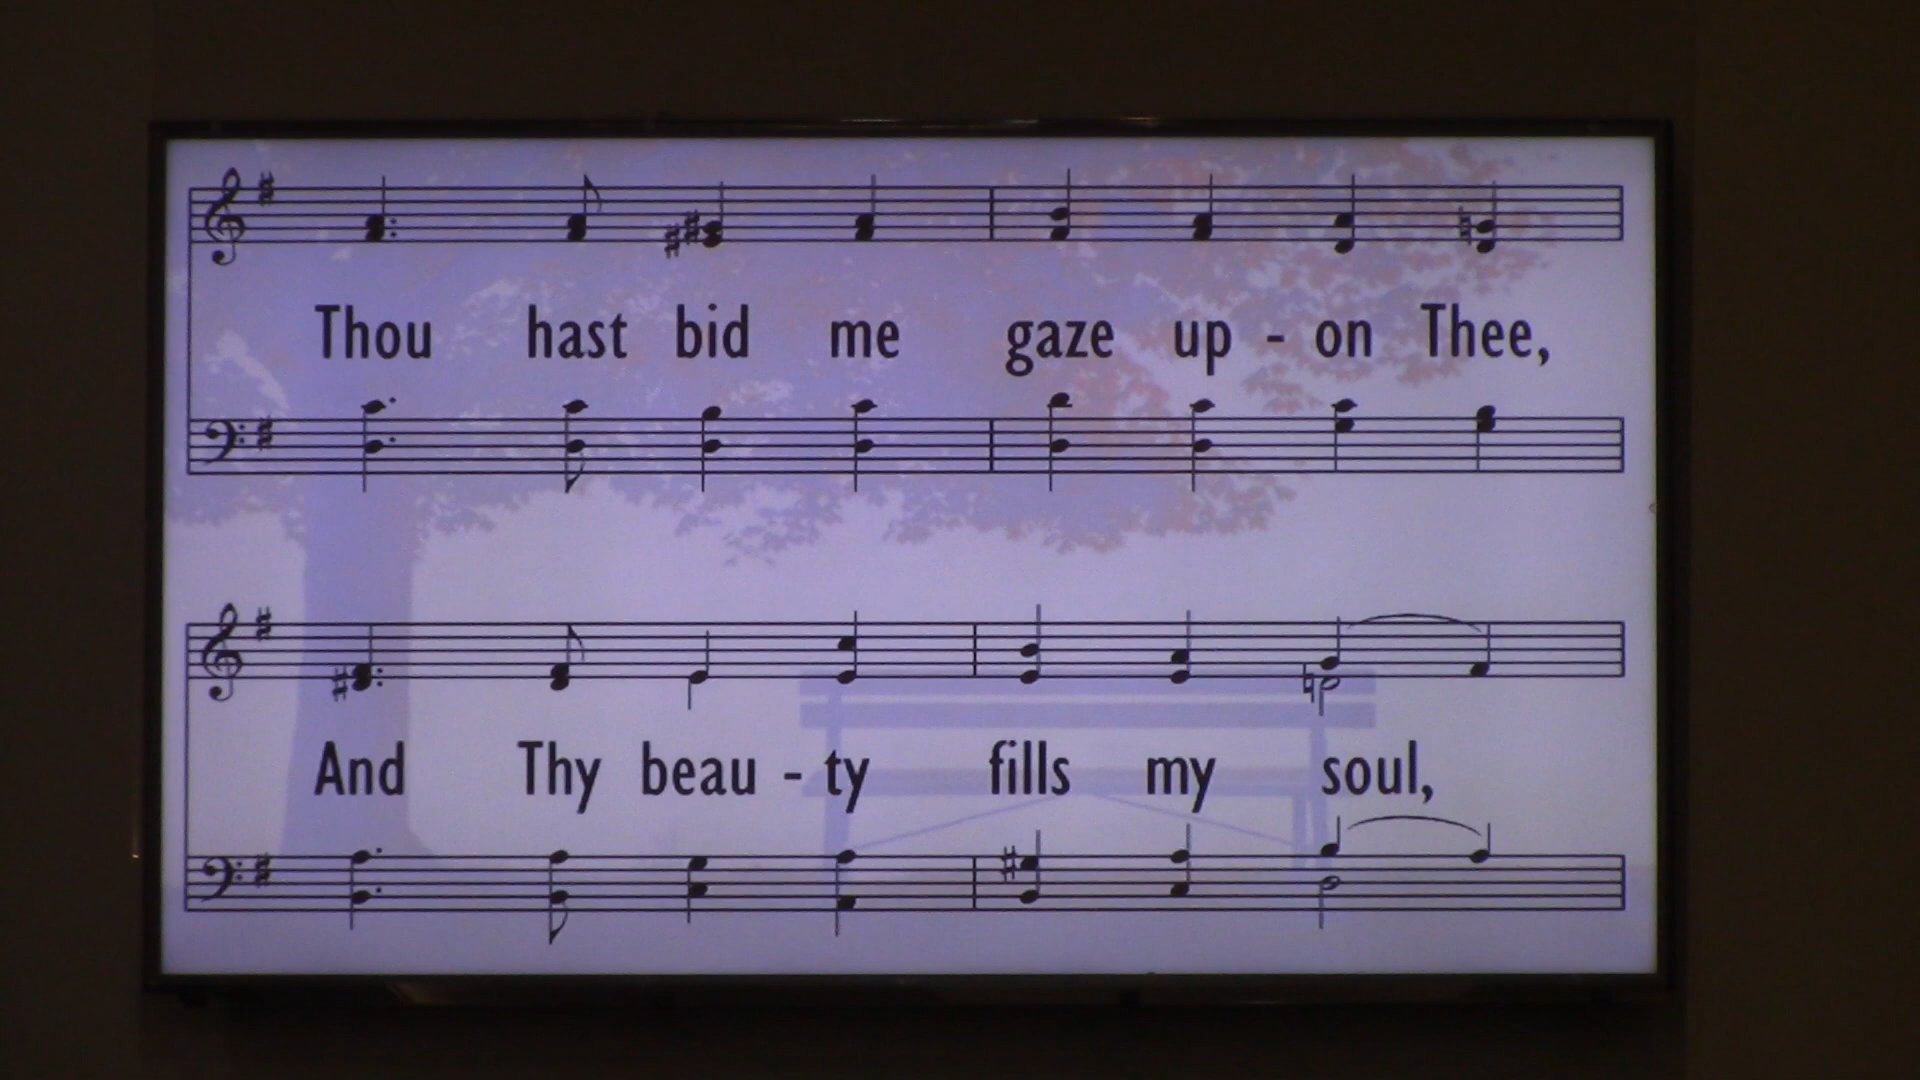 Thou hast bid me gaze up - on Thee,
And Thy beau - ty fills my soul,